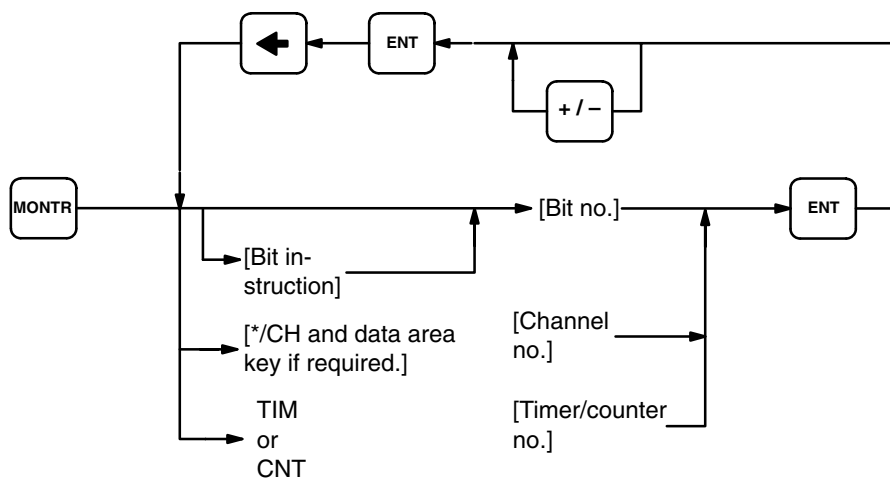 ENT
+ / –
MONTR
[Bit no.]
ENT
[Bit in-
struction]
[*/CH and data area
key if required.]
[Channel
no.]
TIM
or
CNT
[Timer/counter
no.]